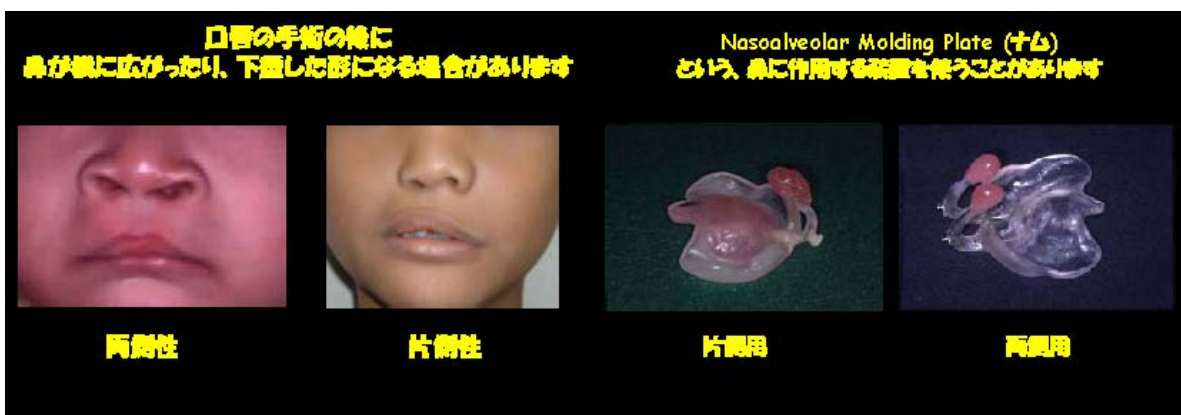 口唇の手術の後に
鼻が横に広がったり、下垂した形になる場合があります
Nasoalveolar Molding Plate (ナム)
という、鼻に作用する装置を使うことがあります
両側性
片側性
片側用
両側用